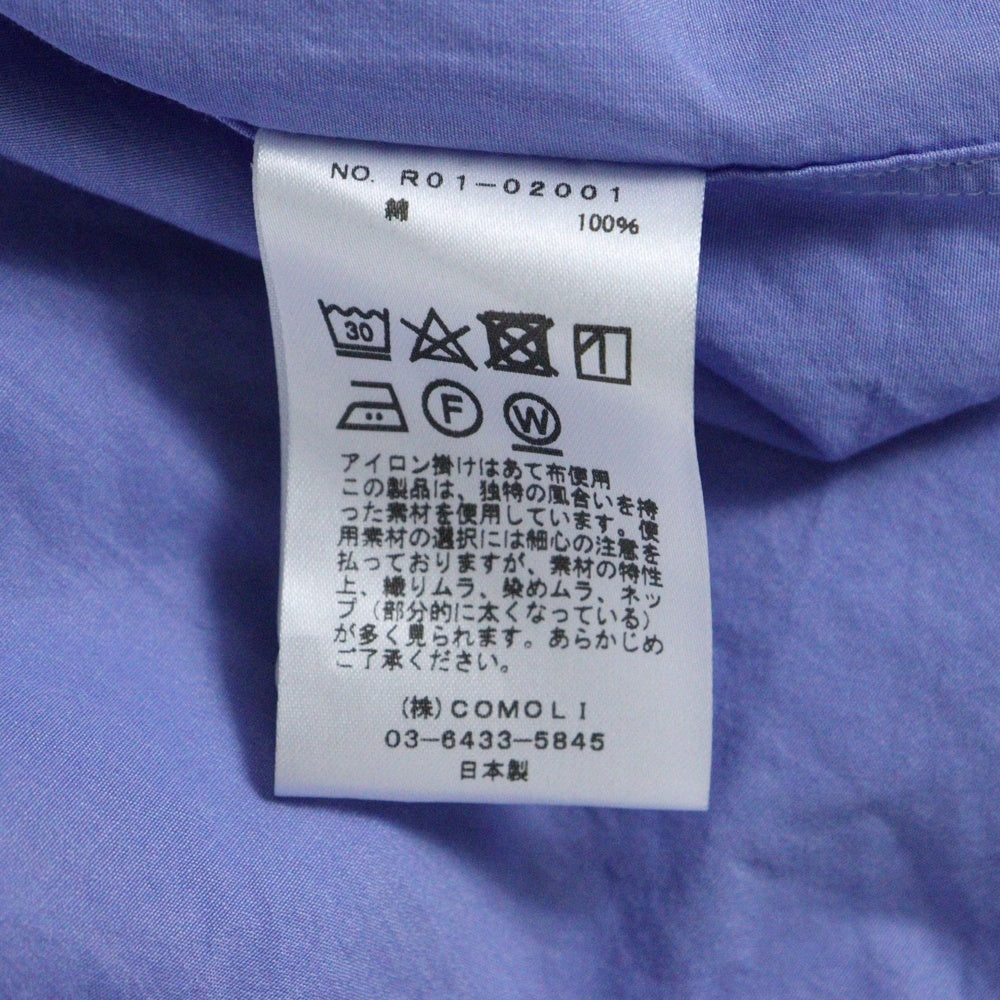 NO. R01-02001
綿 100%
30
F W
アイロン掛けはあて布使用
この製品は、独特の風合いを持
った素材を使用しています。使
用素材の選択には細心の注意を
払っておりますが、素材の特性
上、織りムラ、染めムラ、ネッ
プ(部分的に太くなっている)
が多く見られます。あらかじめ
ご了承ください。
(株)COMOLI
03-6433-5845
日本製